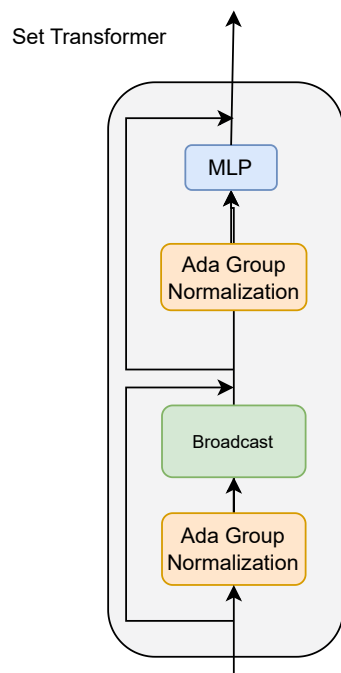 Set Transformer
MLP
Ada Group
Normalization
Broadcast
Ada Group
Normalization